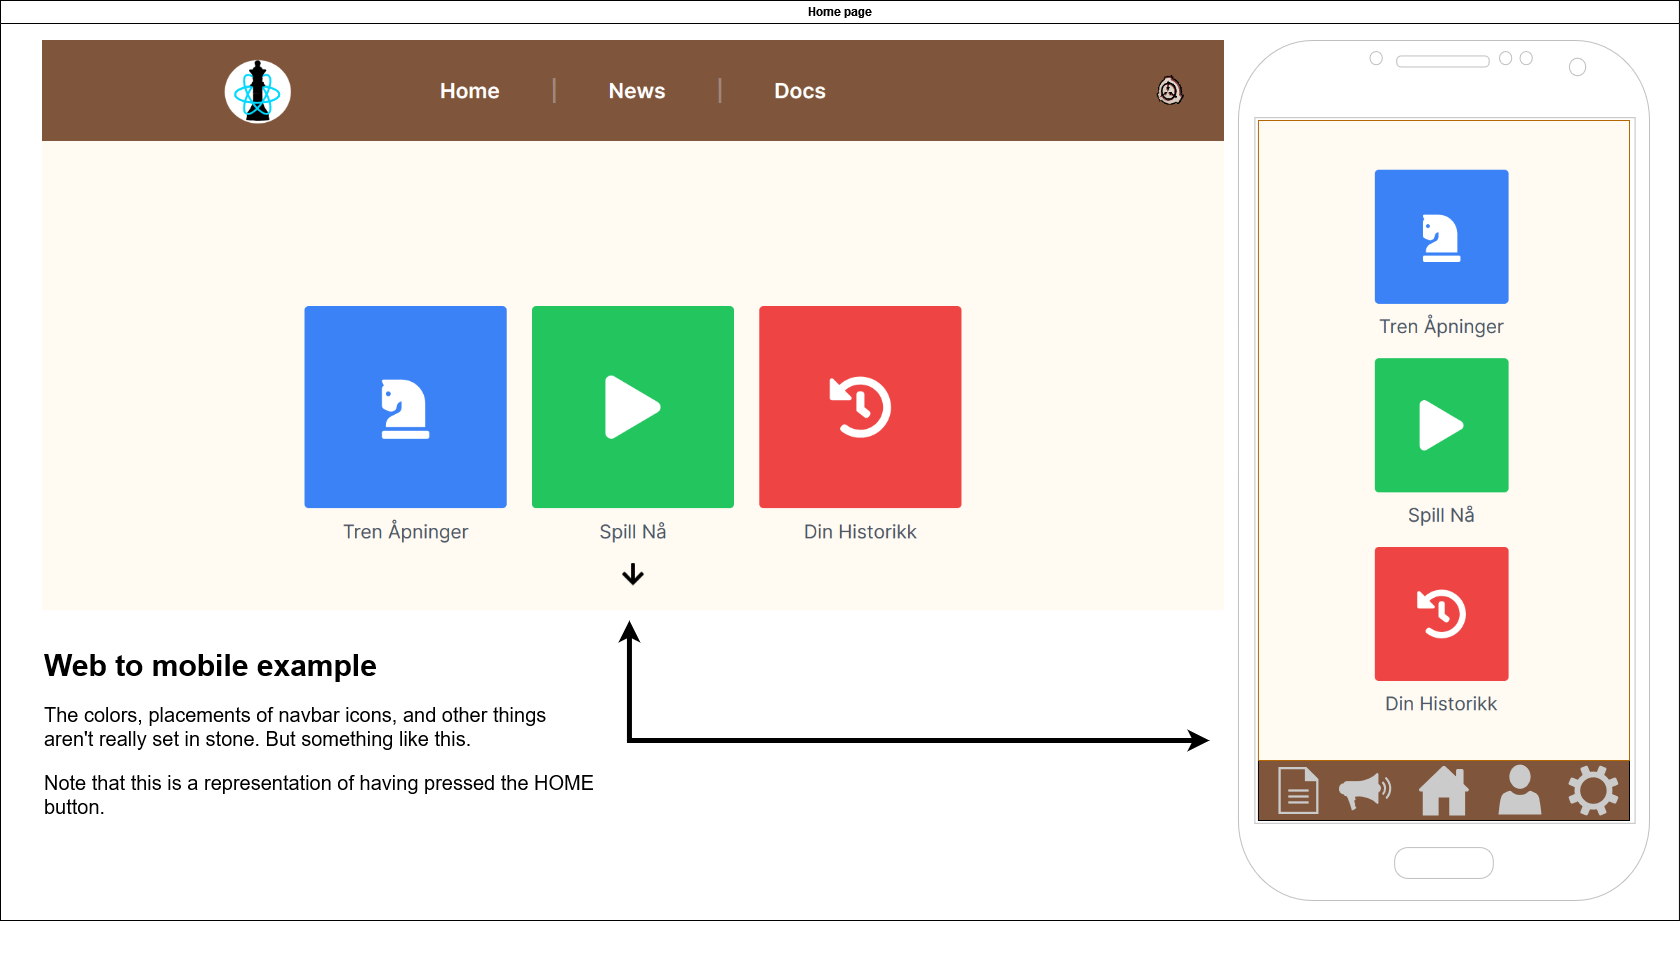 Home page
Home | News | Docs
Tren Åpninger
Spill Nå
Din Historikk
Tren Åpninger
Spill Nå
Din Historikk
Web to mobile example
The colors, placements of navbar icons, and other things
aren't really set in stone. But something like this.
Note that this is a representation of having pressed the HOME
button.